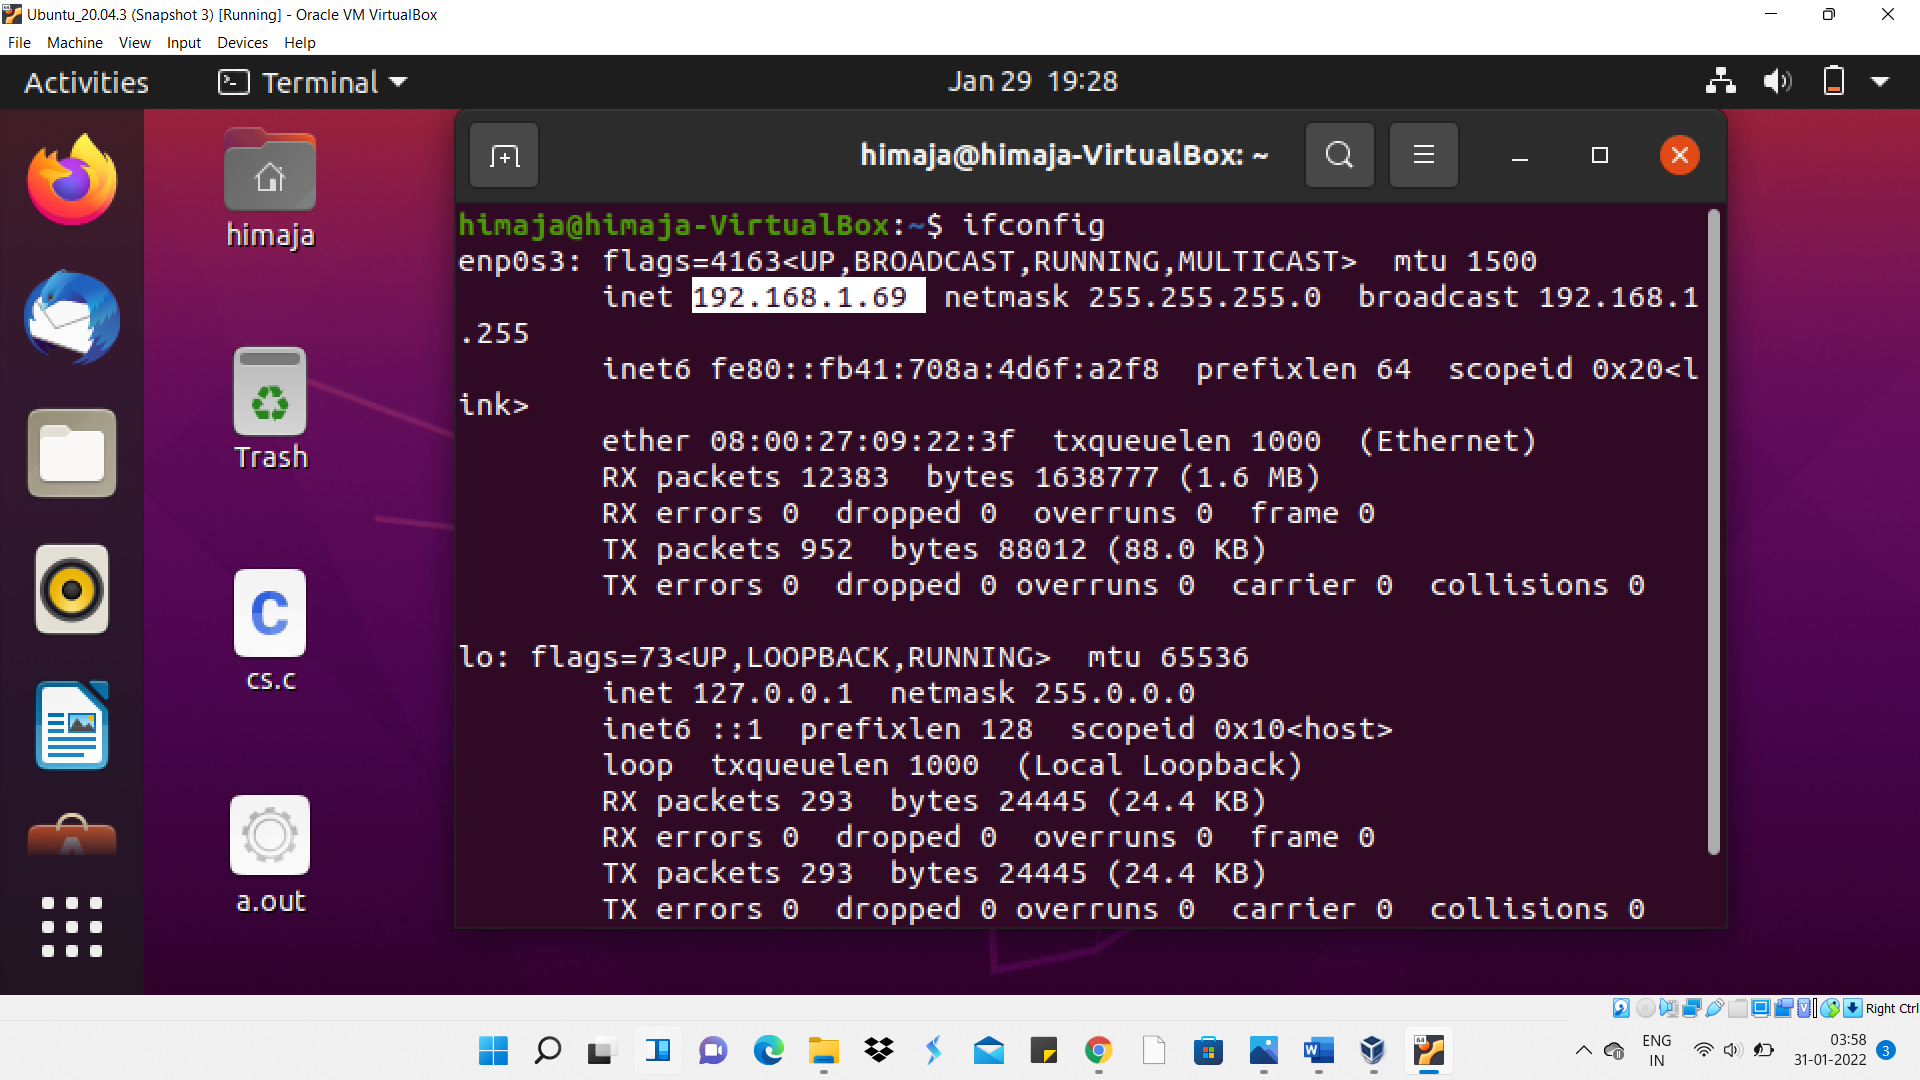 Ubuntu_20.04.3 (Snapshot 3) [Running] - Oracle VM VirtualBox
File Machine View Input Devices Help
Activities Terminal Jan 29 19:28
himaja@himaja-VirtualBox: ~
himaja
Trash
cs.c
a.out
himaja@himaja-VirtualBox:~$ ifconfig
enp0s3: flags=4163<UP,BROADCAST,RUNNING,MULTICAST>  mtu 1500
        inet 192.168.1.69  netmask 255.255.255.0  broadcast 192.168.1
.255
        inet6 fe80::fb41:708a:4d6f:a2f8  prefixlen 64  scopeid 0x20<l
ink>
        ether 08:00:27:09:22:3f  txqueuelen 1000  (Ethernet)
        RX packets 12383  bytes 1638777 (1.6 MB)
        RX errors 0  dropped 0  overruns 0  frame 0
        TX packets 952  bytes 88012 (88.0 KB)
        TX errors 0  dropped 0 overruns 0  carrier 0  collisions 0

lo: flags=73<UP,LOOPBACK,RUNNING>  mtu 65536
        inet 127.0.0.1  netmask 255.0.0.0
        inet6 ::1  prefixlen 128  scopeid 0x10<host>
        loop  txqueuelen 1000  (Local Loopback)
        RX packets 293  bytes 24445 (24.4 KB)
        RX errors 0  dropped 0  overruns 0  frame 0
        TX packets 293  bytes 24445 (24.4 KB)
        TX errors 0  dropped 0 overruns 0  carrier 0  collisions 0
Right Ctrl
ENG
IN
03:58
31-01-2022
3